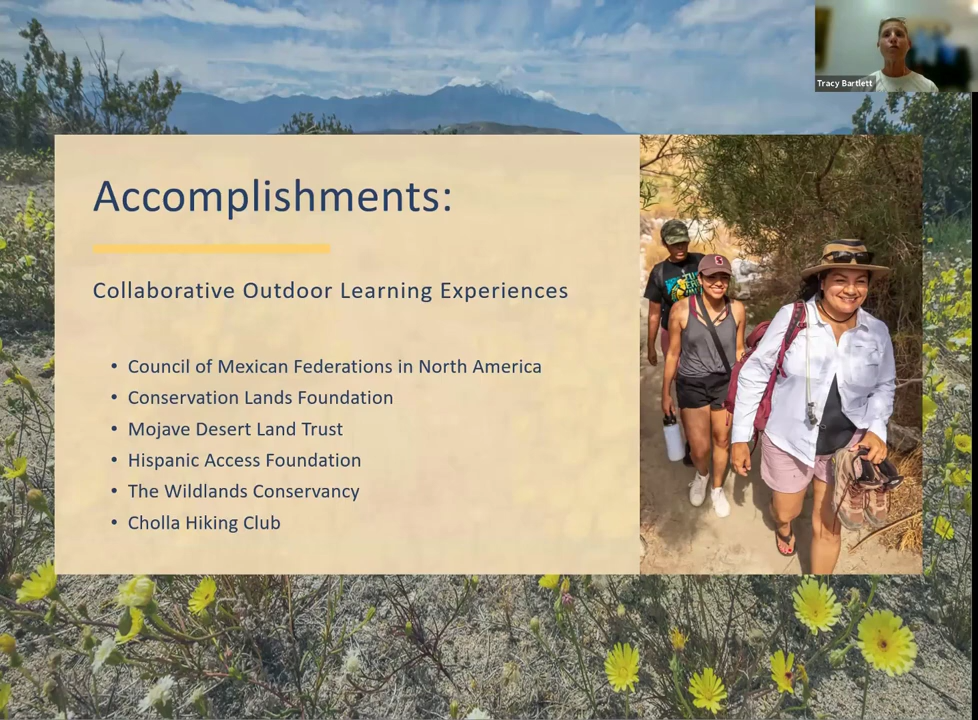 Tracy Bartlett
Accomplishments:
Collaborative Outdoor Learning Experiences
• Council of Mexican Federations in North America
• Conservation Lands Foundation
• Mojave Desert Land Trust
• Hispanic Access Foundation
• The Wildlands Conservancy
• Cholla Hiking Club
S